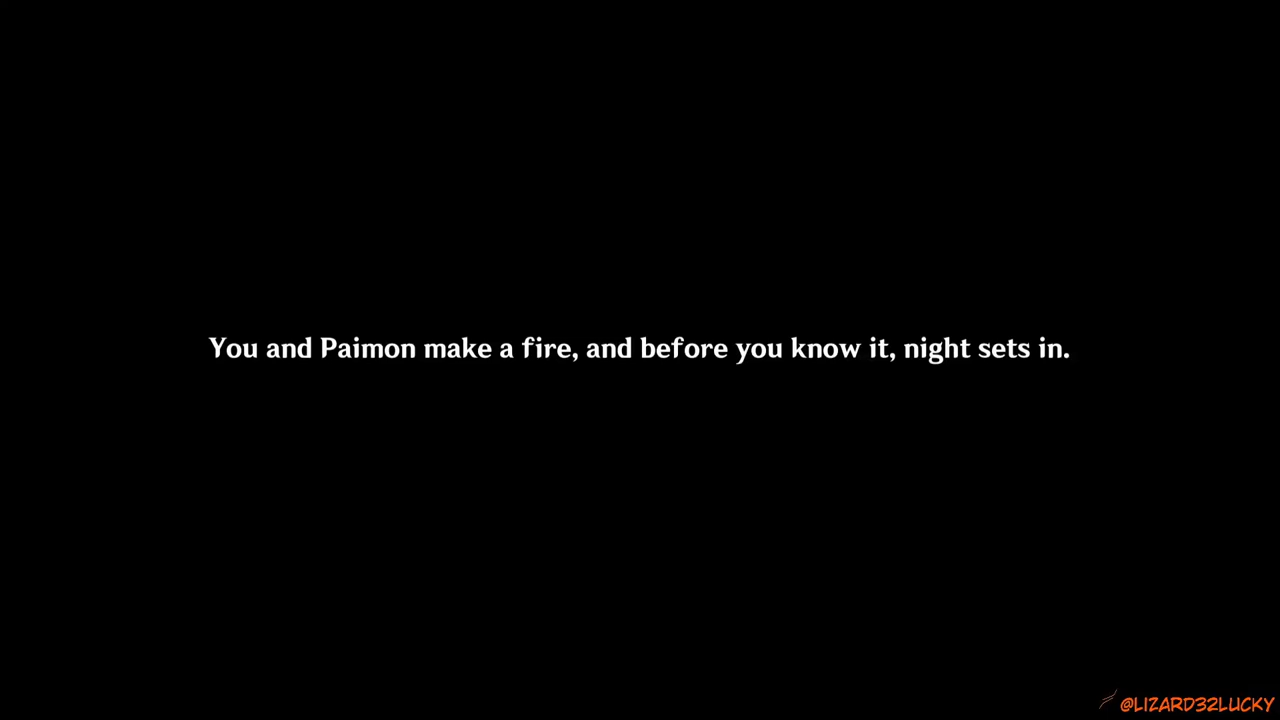 You and Paimon make a fire, and before you know it, night sets in.
@LIZARD32LUCKY